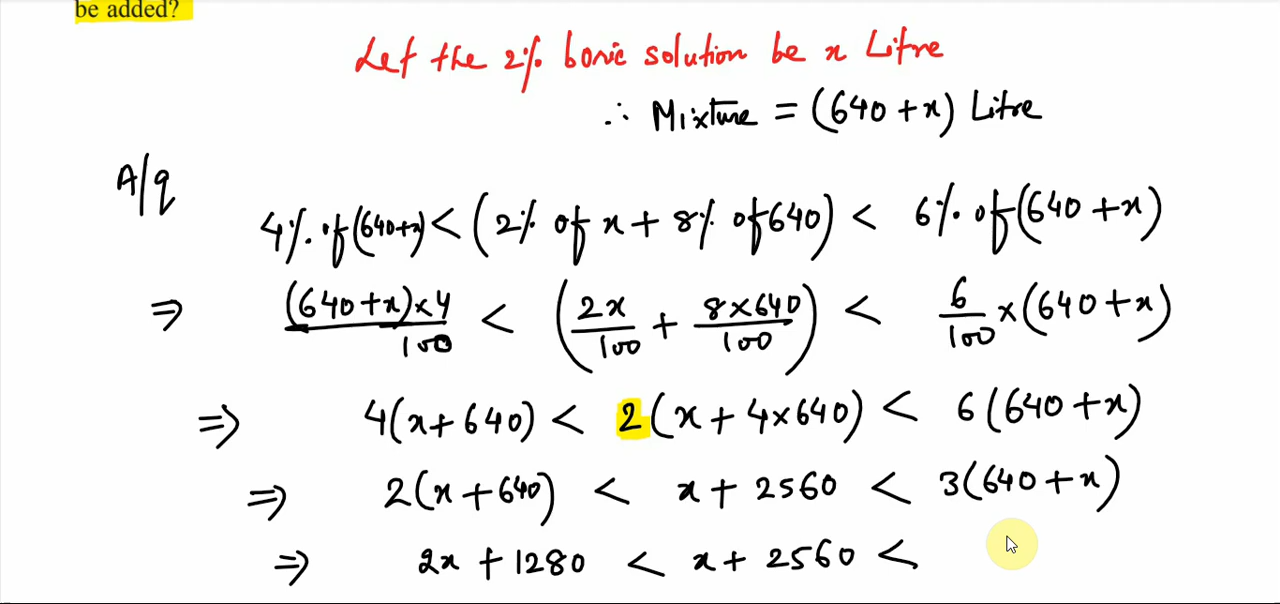 be added?
Let the 2% boric solution be x Litre
∴ Mixture = (640 + x) Litre
A/q
4% of (640+x) < (2% of x + 8% of 640) < 6% of (640 + x)
⇒ (640 + x) × 4 / 100 < (2x/100 + 8×640/100) < 6/100 × (640 + x)
⇒ 4(x + 640) < 2(x + 4×640) < 6(640 + x)
⇒ 2(x + 640) < x + 2560 < 3(640 + x)
⇒ 2x + 1280 < x + 2560 <